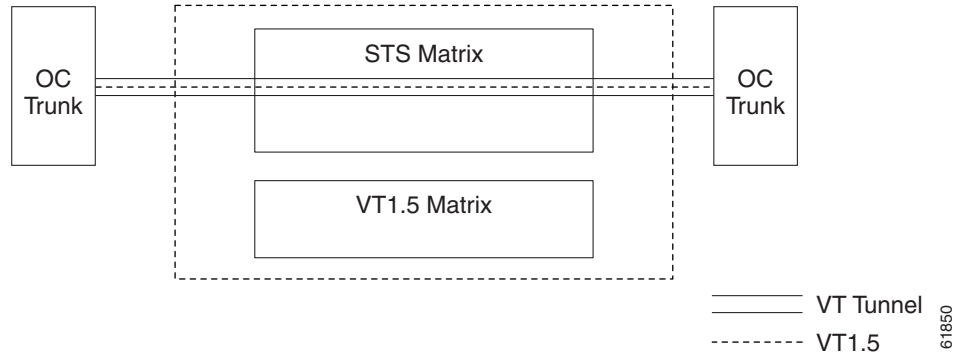 STS Matrix
OC
Trunk
OC
Trunk
VT1.5 Matrix
VT Tunnel
VT1.5
61850